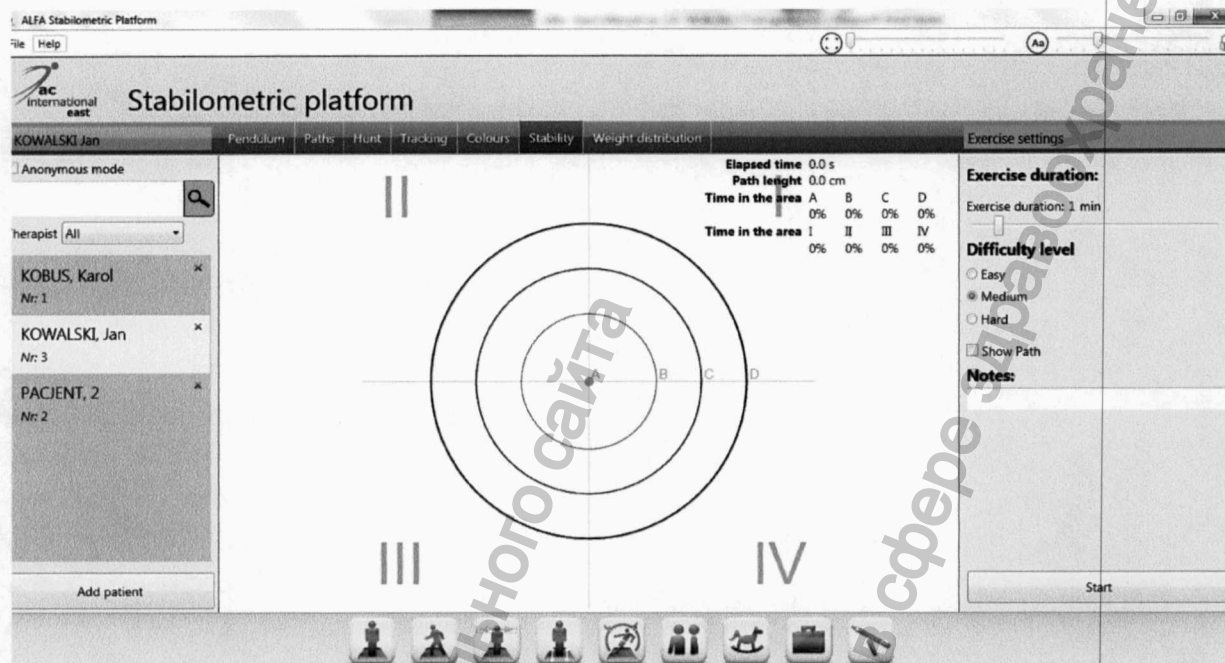 ALFA Stabilometric Platform
File Help
Aa
ac
international
east
Stabilometric platform
KOWALSKI Jan
Pendulum Paths Hunt Tracking Colours Stability Weight distribution
Exercise settings
Anonymous mode
Therapist All
KOBUS, Karol
Nr: 1
KOWALSKI, Jan
Nr: 3
PACJENT, 2
Nr: 2
Add patient
II
I
Elapsed time 0.0 s
Path lenght 0.0 cm
Time in the area A B C D
0% 0% 0% 0%
Time in the area I II III IV
0% 0% 0% 0%
A B C D
III
IV
Exercise duration:
Exercise duration: 1 min
Difficulty level
Easy
Medium
Hard
Show Path
Notes:
Start
сайта
в сфере здравоохране